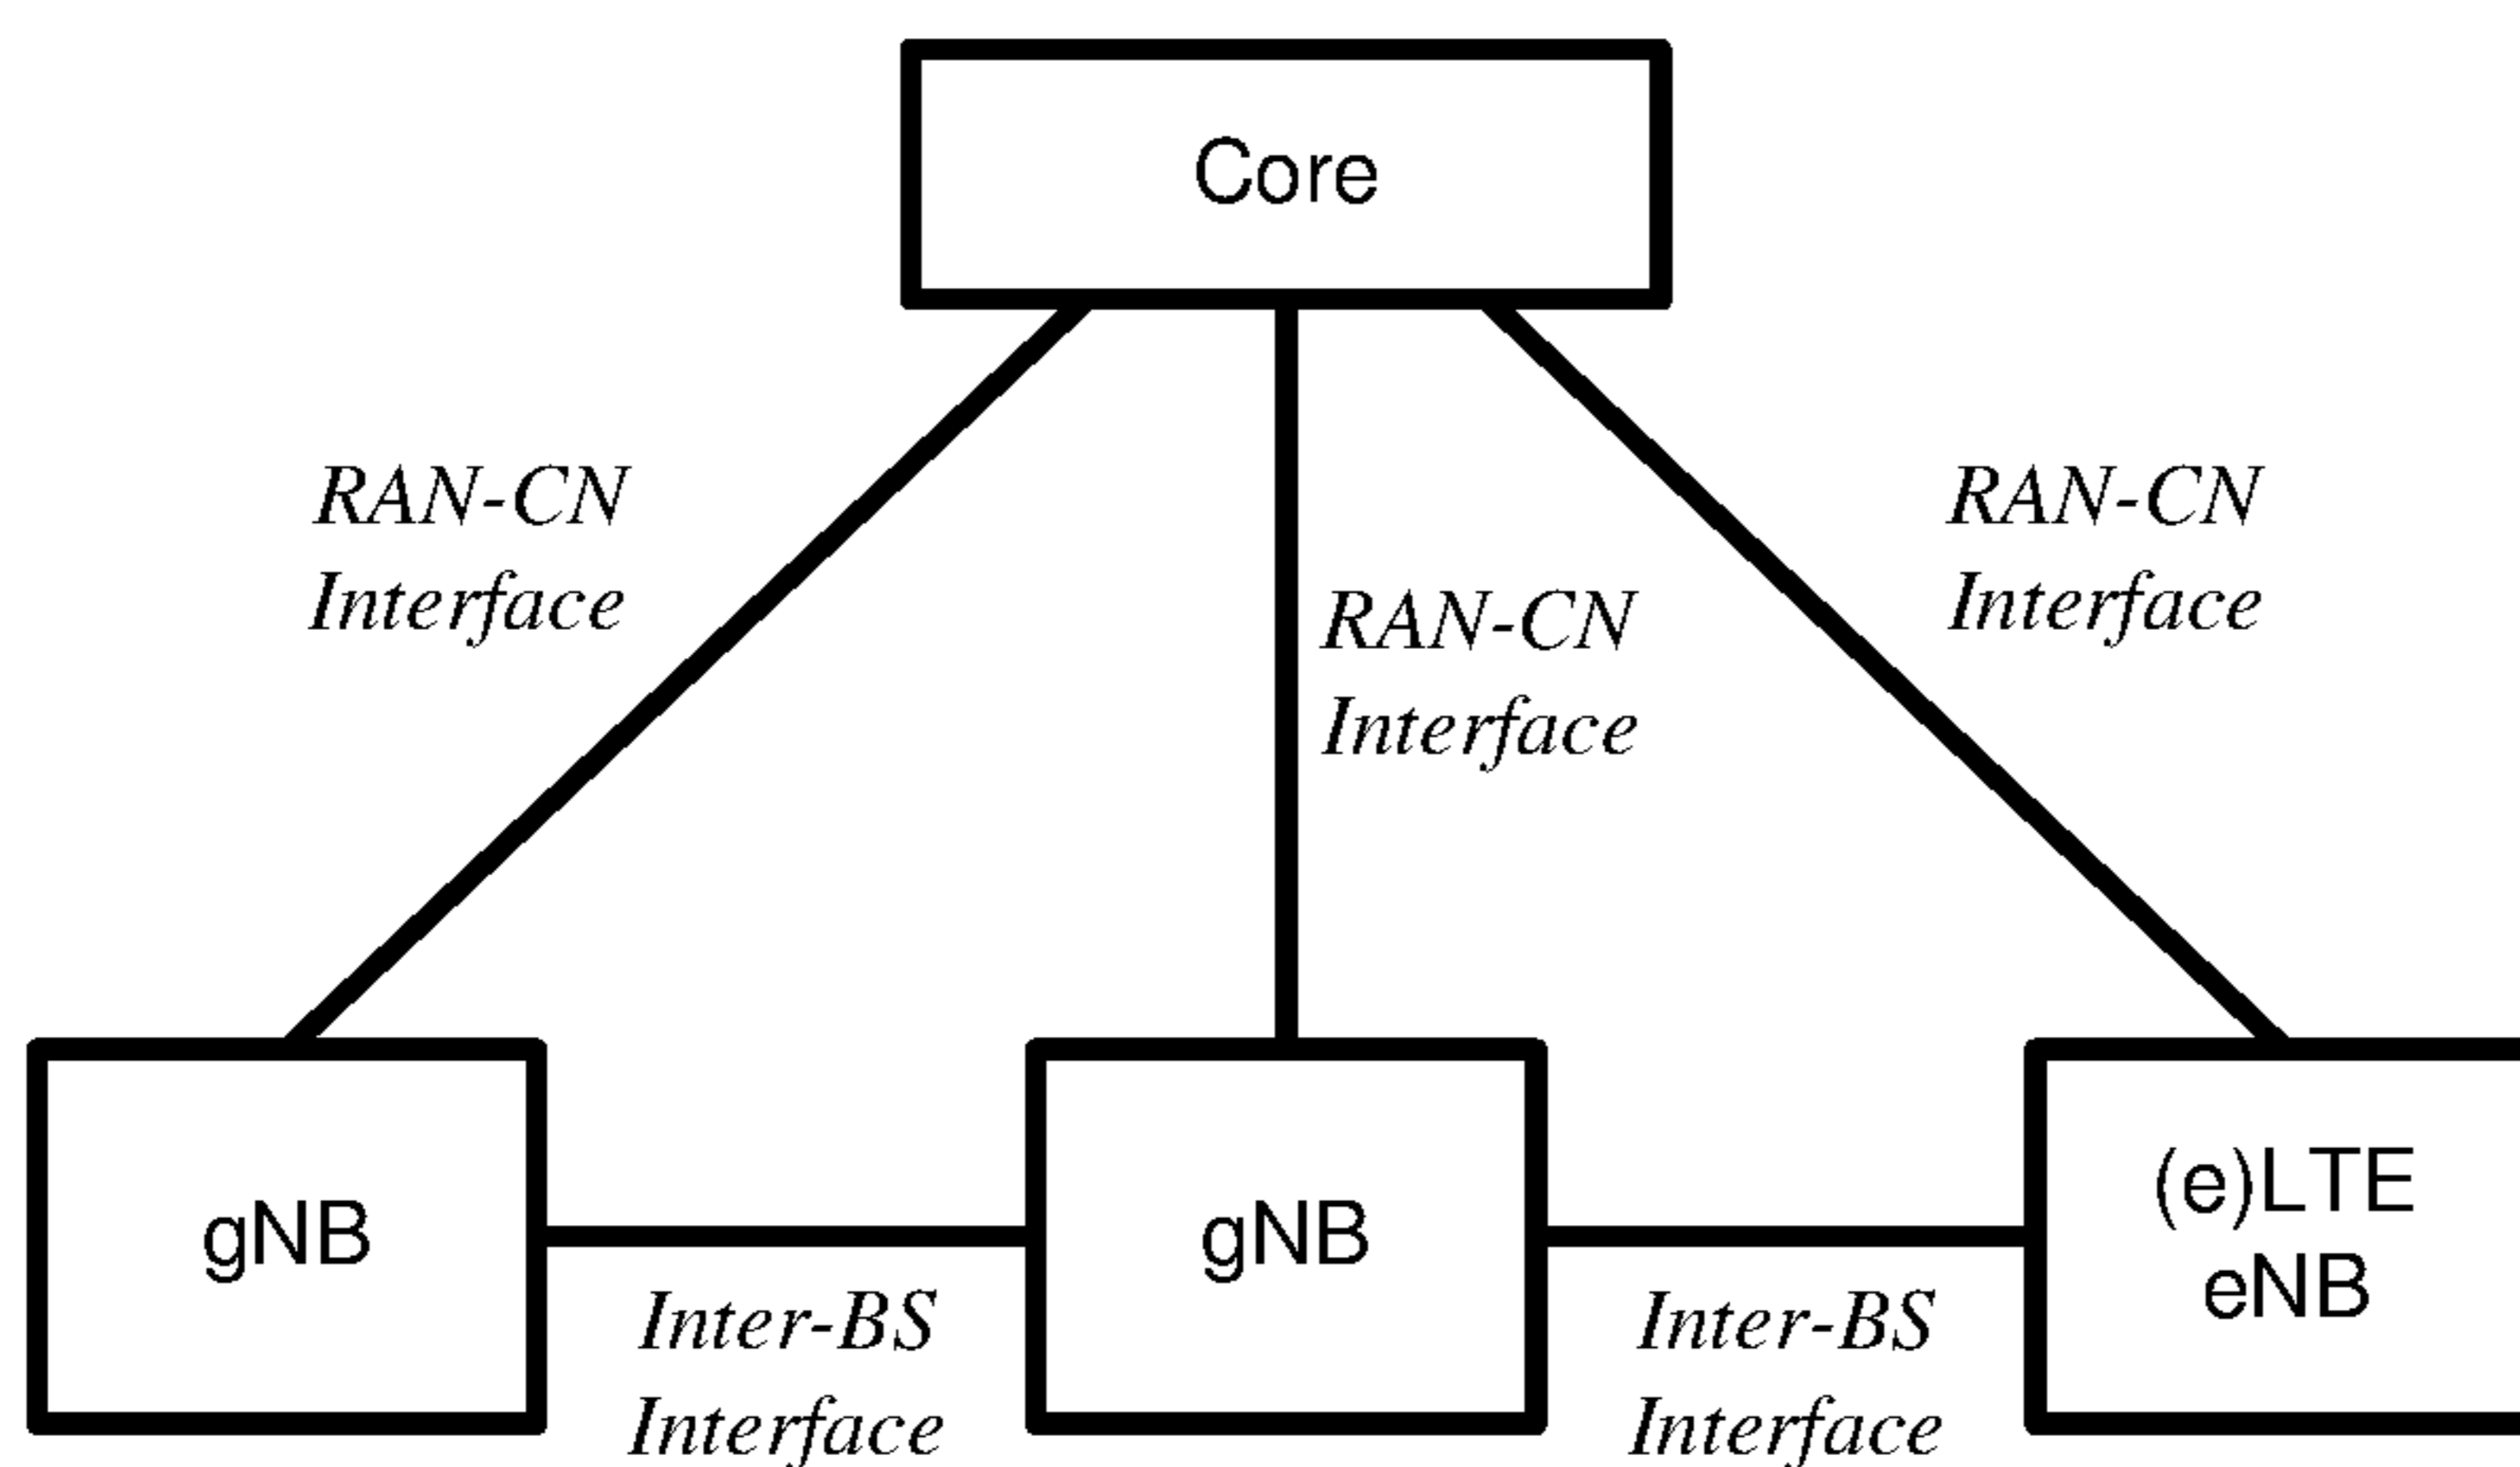 Core
RAN-CN
Interface
RAN-CN
Interface
RAN-CN
Interface
gNB
Inter-BS
Interface
gNB
Inter-BS
Interface
(e)LTE
eNB